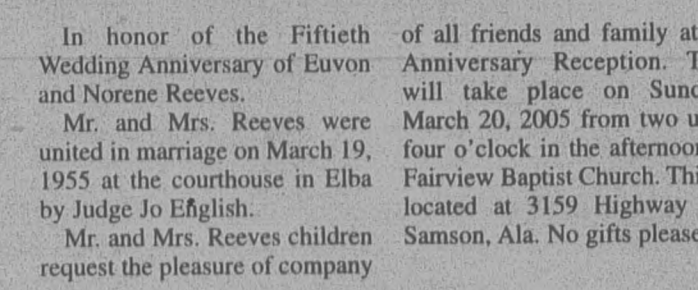 In honor of the Fiftieth
Wedding Anniversary of Euvon
and Norene Reeves.
Mr. and Mrs. Reeves were
united in marriage on March 19,
1955 at the courthouse in Elba
by Judge Jo English.
Mr. and Mrs. Reeves children
request the pleasure of company
of all friends and family at
Anniversary Reception.
will take place on
March 20, 2005 from two
four o'clock in the
Fairview Baptist Church.
located at 3159 Highway
Samson, Ala. No gifts please